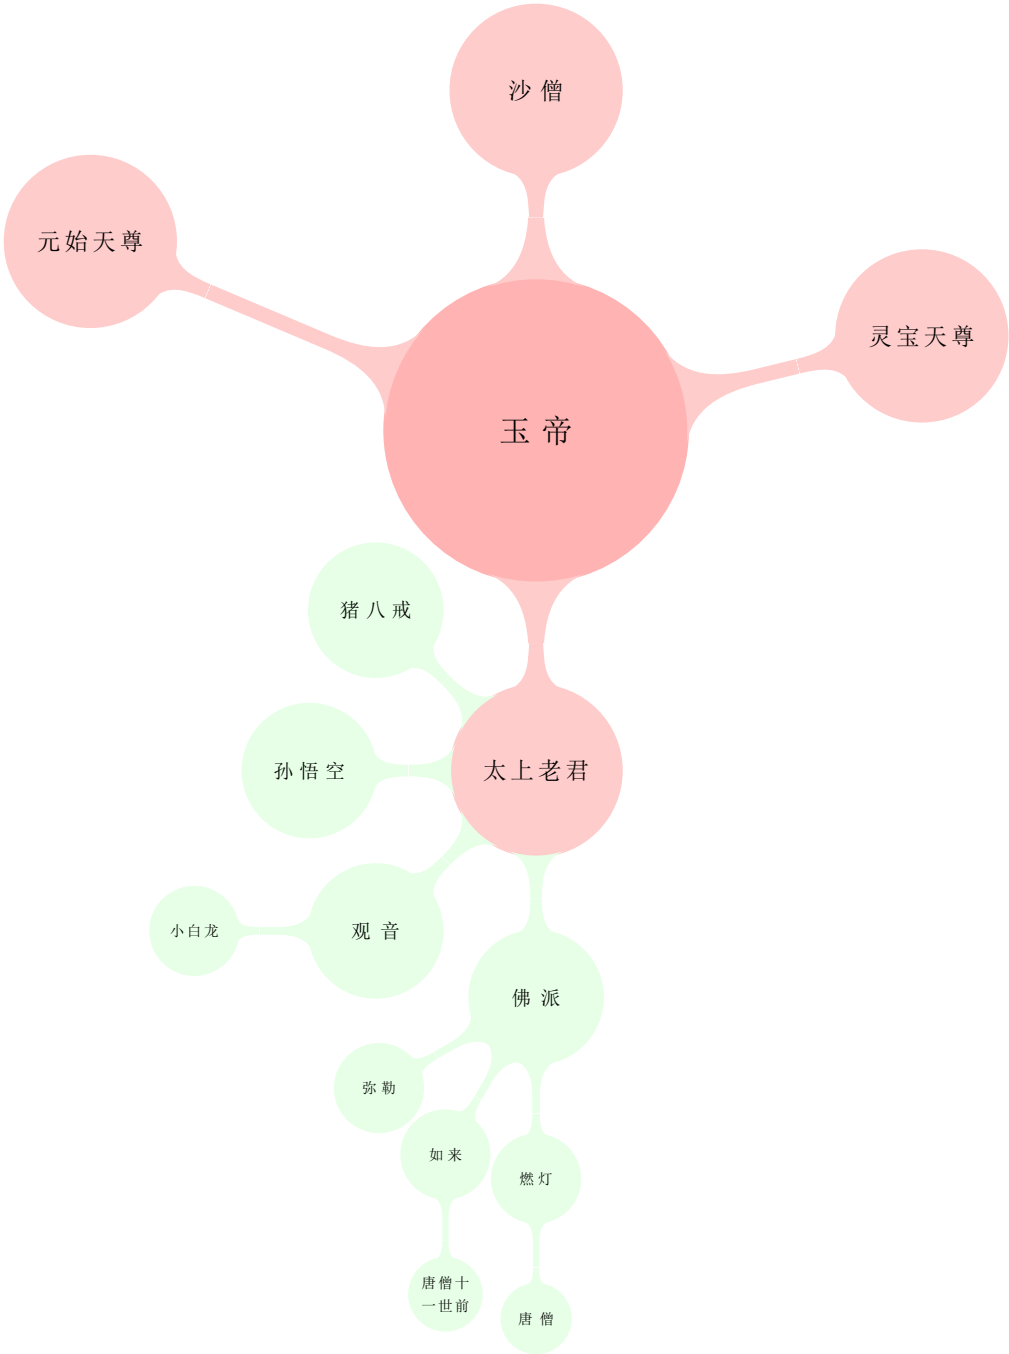 沙僧
元始天尊
灵宝天尊
玉帝
猪八戒
孙悟空
太上老君
小白龙
观音
佛派
弥勒
如来
燃灯
唐僧十
一世前
唐僧